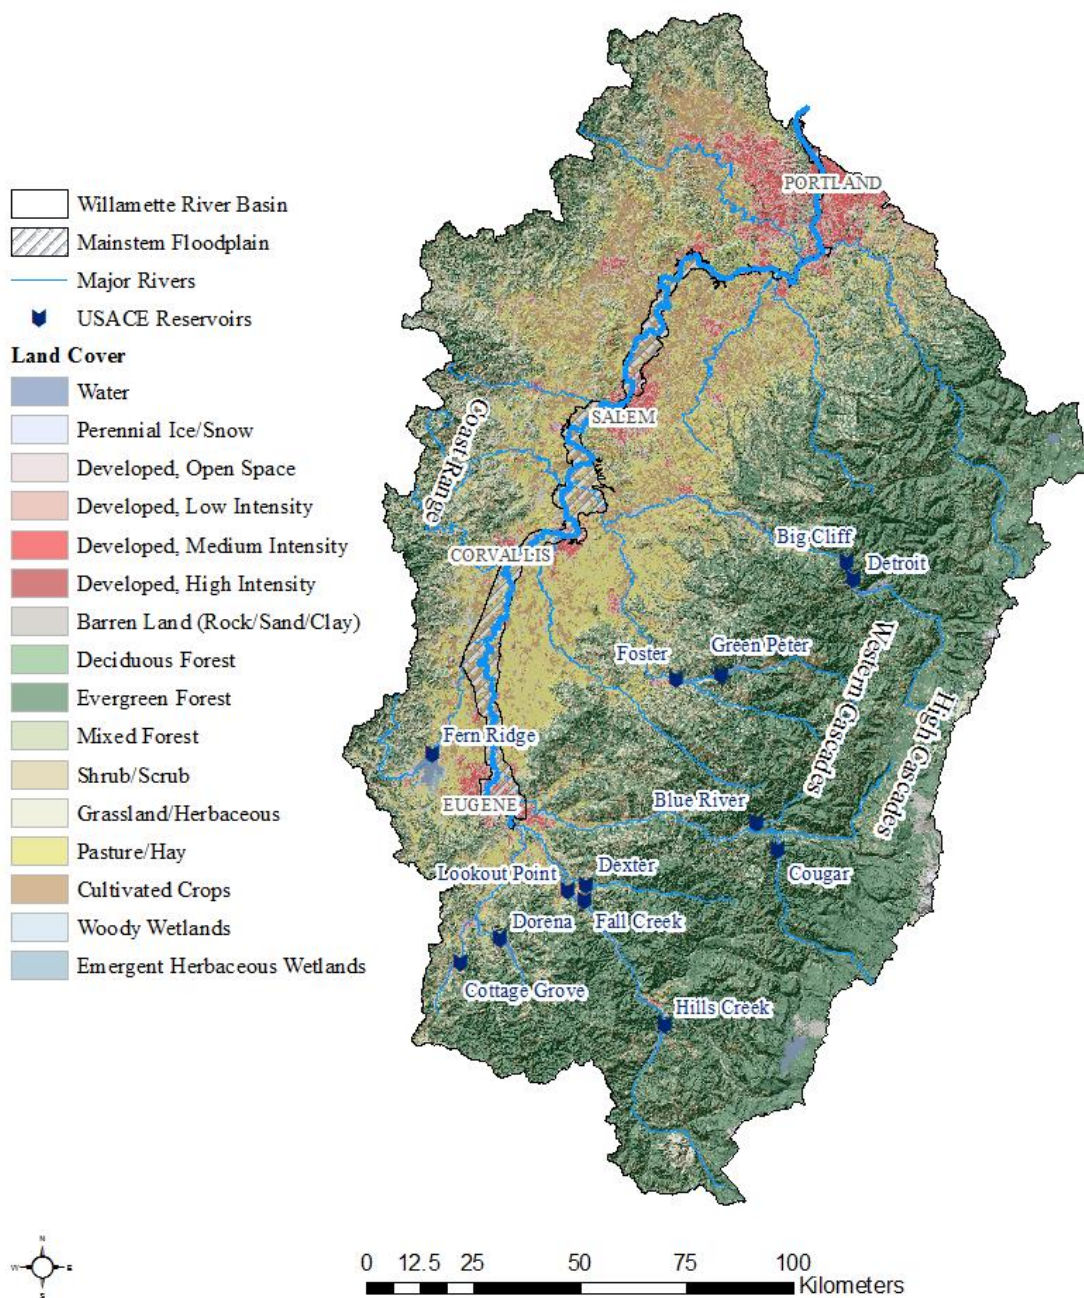 Willamette River Basin
Mainstem Floodplain
Major Rivers
USACE Reservoirs
Land Cover
Water
Perennial Ice/Snow
Developed, Open Space
Developed, Low Intensity
Developed, Medium Intensity
Developed, High Intensity
Barren Land (Rock/Sand/Clay)
Deciduous Forest
Evergreen Forest
Mixed Forest
Shrub/Scrub
Grassland/Herbaceous
Pasture/Hay
Cultivated Crops
Woody Wetlands
Emergent Herbaceous Wetlands
PORTLAND
SALEM
Coast Range
CORVALLIS
Big Cliff
Detroit
Green Peter
Foster
Western Cascades
High Cascades
Fern Ridge
EUGENE
Blue River
Cougar
Lookout Point
Dexter
Fall Creek
Dorena
Cottage Grove
Hills Creek
N
W E
S
0 12.5 25 50 75 100
Kilometers